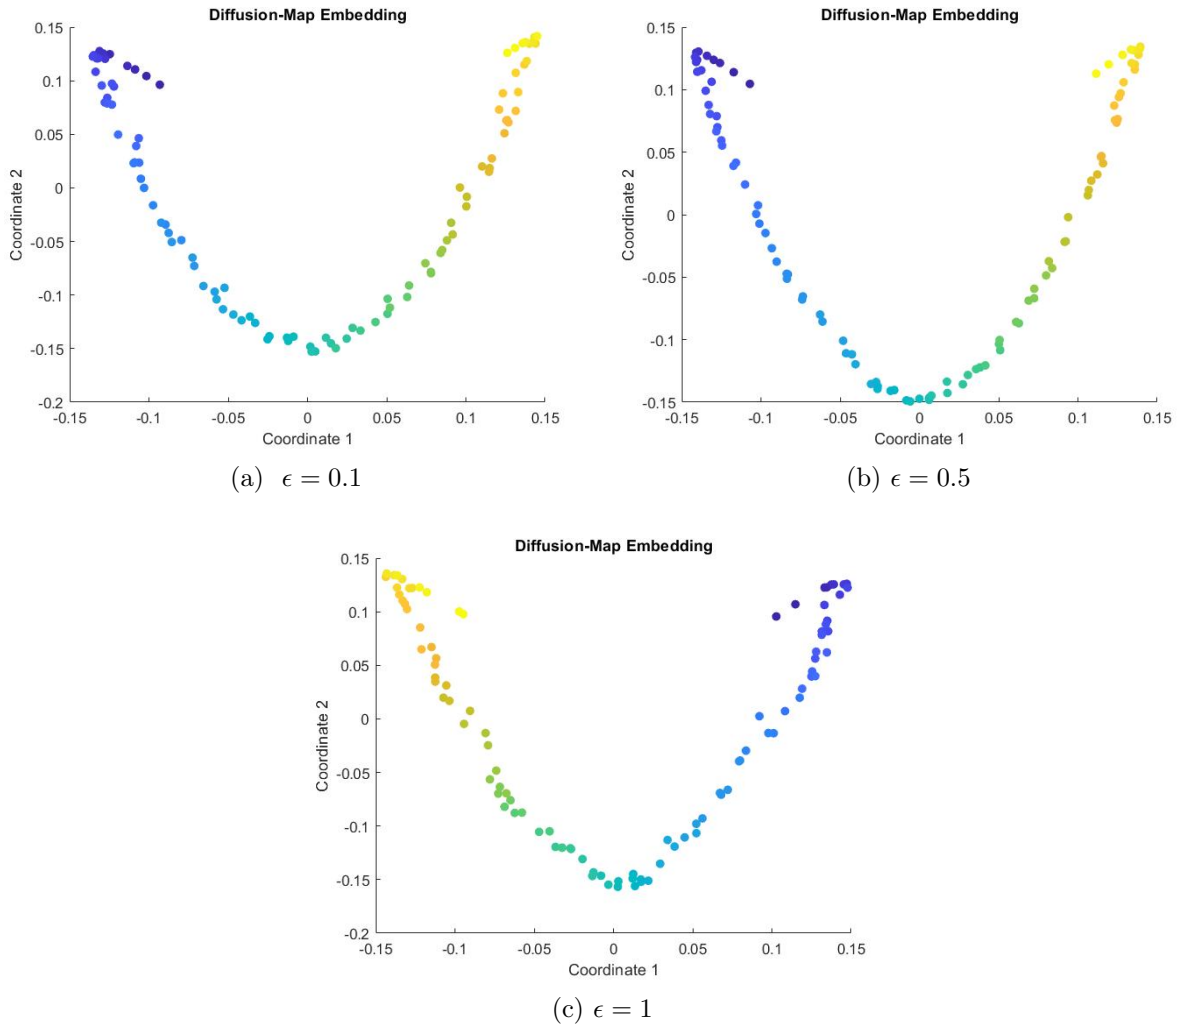 Diffusion-Map Embedding
0.15
0.1
0.05
0
-0.05
-0.1
-0.15
-0.2
Coordinate 2
-0.15 -0.1 -0.05 0 0.05 0.1 0.15
Coordinate 1
(a) ϵ = 0.1
Diffusion-Map Embedding
0.15
0.1
0.05
0
-0.05
-0.1
-0.15
Coordinate 2
-0.15 -0.1 -0.05 0 0.05 0.1 0.15
Coordinate 1
(b) ϵ = 0.5
Diffusion-Map Embedding
0.15
0.1
0.05
0
-0.05
-0.1
-0.15
-0.2
Coordinate 2
-0.15 -0.1 -0.05 0 0.05 0.1 0.15
Coordinate 1
(c) ϵ = 1